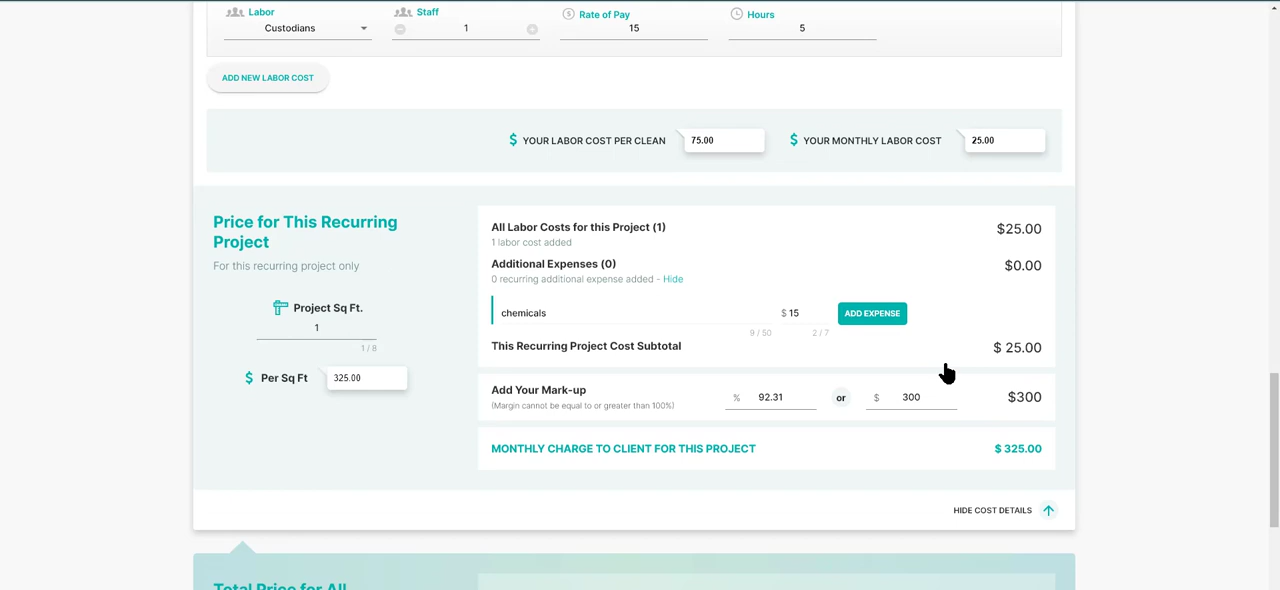 Labor
Staff
Rate of Pay
Hours
Custodians
1
15
5
ADD NEW LABOR COST
$ YOUR LABOR COST PER CLEAN
75.00
$ YOUR MONTHLY LABOR COST
25.00
Price for This Recurring
Project
For this recurring project only
Project Sq Ft.
1
1 / 8
$ Per Sq Ft
325.00
All Labor Costs for this Project (1)
$25.00
1 labor cost added
Additional Expenses (0)
$0.00
0 recurring additional expense added - Hide
chemicals
$ 15
ADD EXPENSE
9 / 50
2 / 7
This Recurring Project Cost Subtotal
$ 25.00
Add Your Mark-up
(Margin cannot be equal to or greater than 100%)
% 92.31
or
$ 300
$300
MONTHLY CHARGE TO CLIENT FOR THIS PROJECT
$ 325.00
HIDE COST DETAILS
Total Price for All